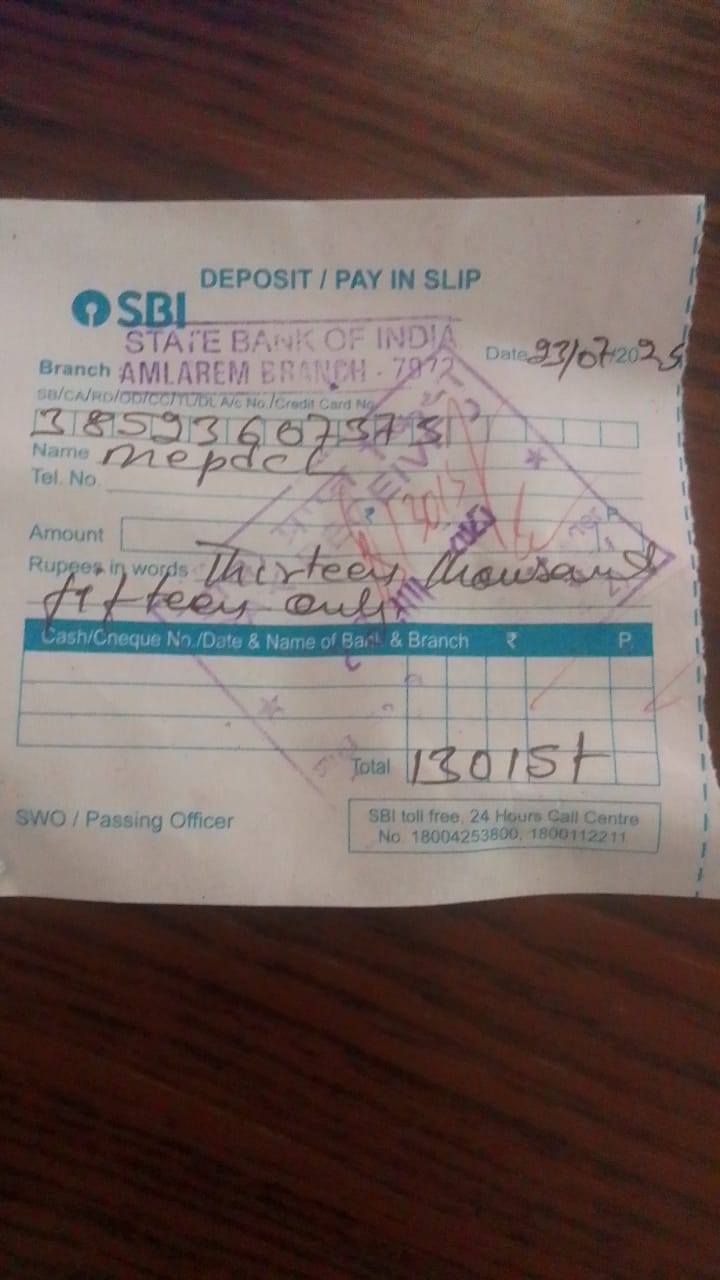 DEPOSIT / PAY IN SLIP
SBI
STATE BANK OF INDIA
Date 23/07/2025
Branch AMLAREM BRANCH - 7972
SB/CA/RD/OD/CC/TL/DL A/c No./Credit Card No.
Name mepdcl
Tel. No.
Amount
Rupees in words Thirteen thousand
fifteen only
Cash/Cheque No./Date & Name of Bank & Branch ₹ P.
Total 13015/-
SWO / Passing Officer
SBI toll free, 24 Hours Call Centre
No. 18004253800, 1800112211